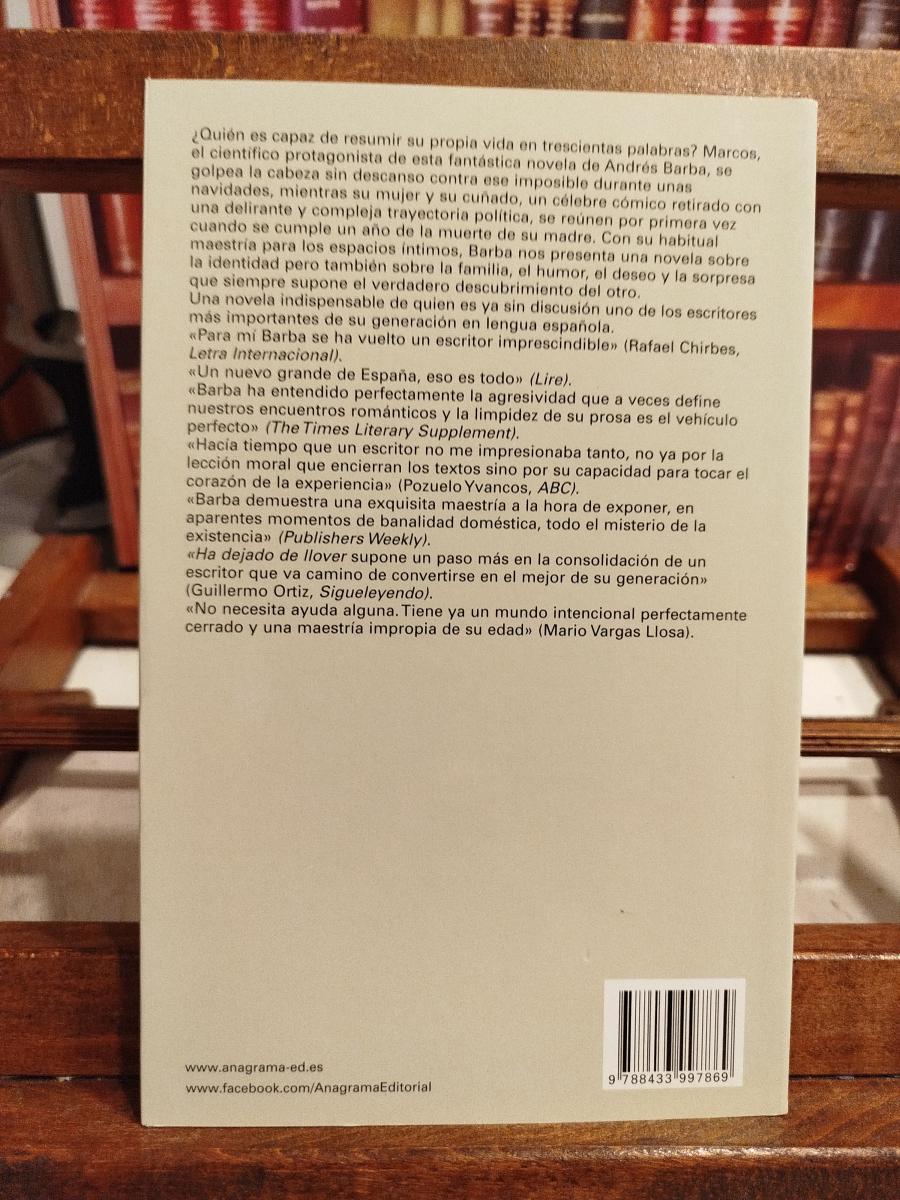 ¿Quién es capaz de resumir su propia vida en trescientas palabras? Marcos,
el científico protagonista de esta fantástica novela de Andrés Barba, se
golpea la cabeza sin descanso contra ese imposible durante unas
navidades, mientras su mujer y su cuñado, un célebre cómico retirado con
una delirante y compleja trayectoria política, se reúnen por primera vez
cuando se cumple un año de la muerte de su madre. Con su habitual
maestría para los espacios íntimos, Barba nos presenta una novela sobre
la identidad pero también sobre la familia, el humor, el deseo y la sorpresa
que siempre supone el verdadero descubrimiento del otro.
Una novela indispensable de quien es ya sin discusión uno de los escritores
más importantes de su generación en lengua española.
«Para mí Barba se ha vuelto un escritor imprescindible» (Rafael Chirbes,
Letra Internacional).
«Un nuevo grande de España, eso es todo» (Lire).
«Barba ha entendido perfectamente la agresividad que a veces define
nuestros encuentros románticos y la limpidez de su prosa es el vehículo
perfecto» (The Times Literary Supplement).
«Hacía tiempo que un escritor no me impresionaba tanto, no ya por la
lección moral que encierran los textos sino por su capacidad para tocar el
corazón de la experiencia» (Pozuelo Yvancos, ABC).
«Barba demuestra una exquisita maestría a la hora de exponer, en
aparentes momentos de banalidad doméstica, todo el misterio de la
existencia» (Publishers Weekly).
«Ha dejado de llover supone un paso más en la consolidación de un
escritor que va camino de convertirse en el mejor de su generación»
(Guillermo Ortiz, Sigueleyendo).
«No necesita ayuda alguna. Tiene ya un mundo intencional perfectamente
cerrado y una maestría impropia de su edad» (Mario Vargas Llosa).
www.anagrama-ed.es
www.facebook.com/AnagramaEditorial
9 788433 997869